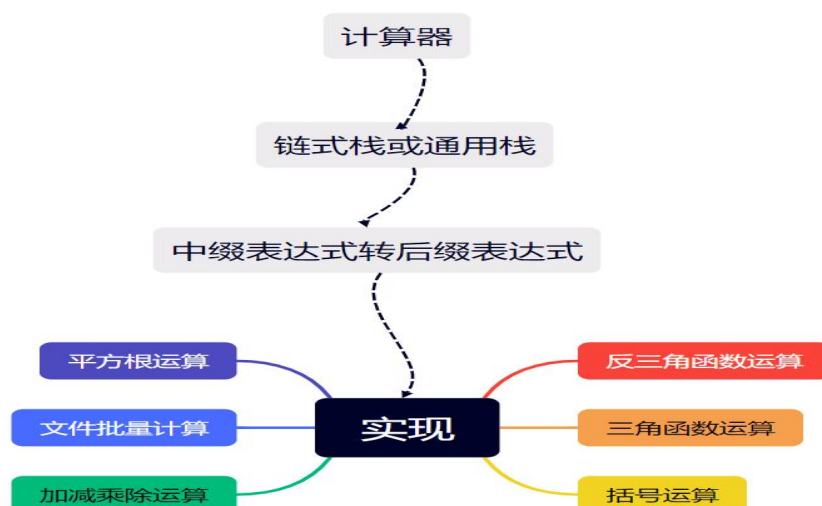 计算器
链式栈或通用栈
中缀表达式转后缀表达式
平方根运算
反三角函数运算
文件批量计算
实现
三角函数运算
加减乘除运算
括号运算